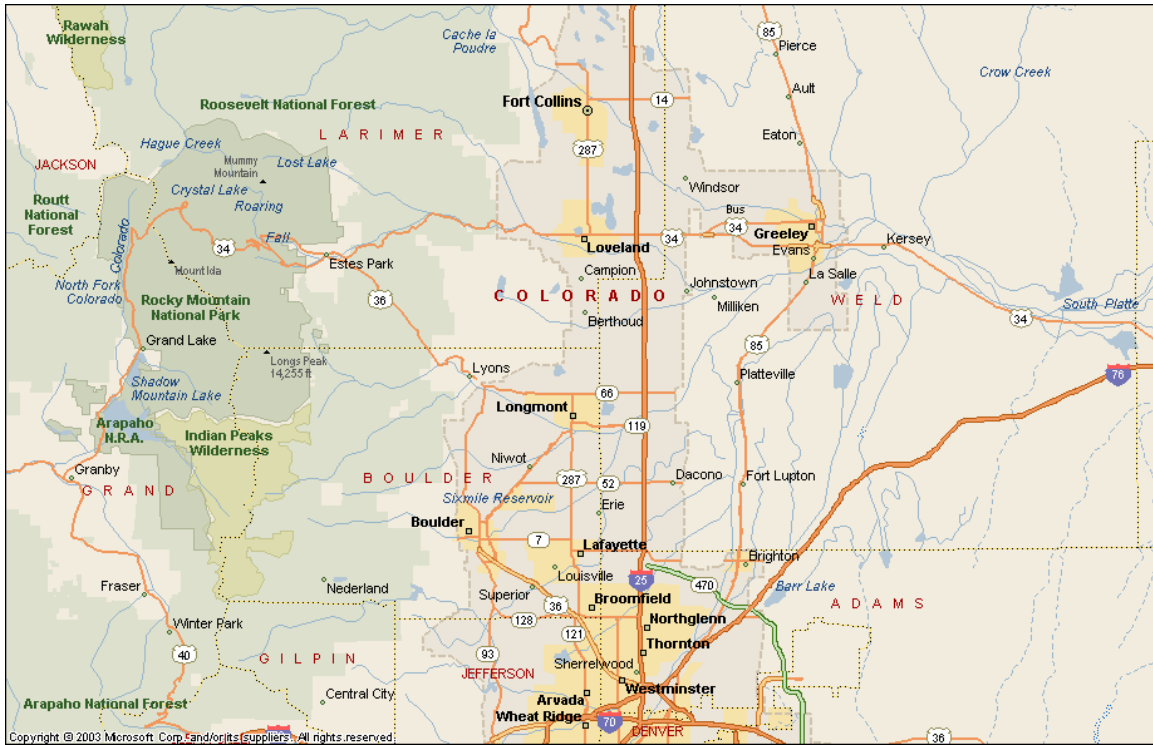 Rawah
Wilderness
Cache la
Poudre
85
Pierce
Crow Creek
Roosevelt National Forest
Fort Collins
14
Ault
LARIMER
Eaton
JACKSON
Hague Creek
Mummy
Mountain
Lost Lake
287
Routt
National
Forest
Crystal Lake
Roaring
Windsor
Bus
34
Fall
Loveland
34
34
Greeley
Kersey
Evans
Colorado
Mount Ida
Estes Park
Campion
La Salle
North Fork
Colorado
36
COLORADO
Johnstown
WELD
Rocky Mountain
National Park
Milliken
South Platte
Berthoud
34
Grand Lake
85
Longs Peak
14,255 ft
Lyons
76
Shadow
Mountain Lake
66
Platteville
Longmont
119
Arapaho
N.R.A.
Indian Peaks
Wilderness
Niwot
Granby
BOULDER
287
52
Dacono
Fort Lupton
GRAND
Sixmile Reservoir
Erie
Boulder
7
Lafayette
Brighton
Louisville
25
470
Fraser
Nederland
Superior
36
Broomfield
Barr Lake
ADAMS
Winter Park
128
121
Northglenn
Thornton
40
GILPIN
93
JEFFERSON
Sherrelwood
Westminster
Central City
Arvada
Arapaho National Forest
Wheat Ridge
70
DENVER
36
Copyright © 2003 Microsoft Corp. and/or its suppliers. All rights reserved